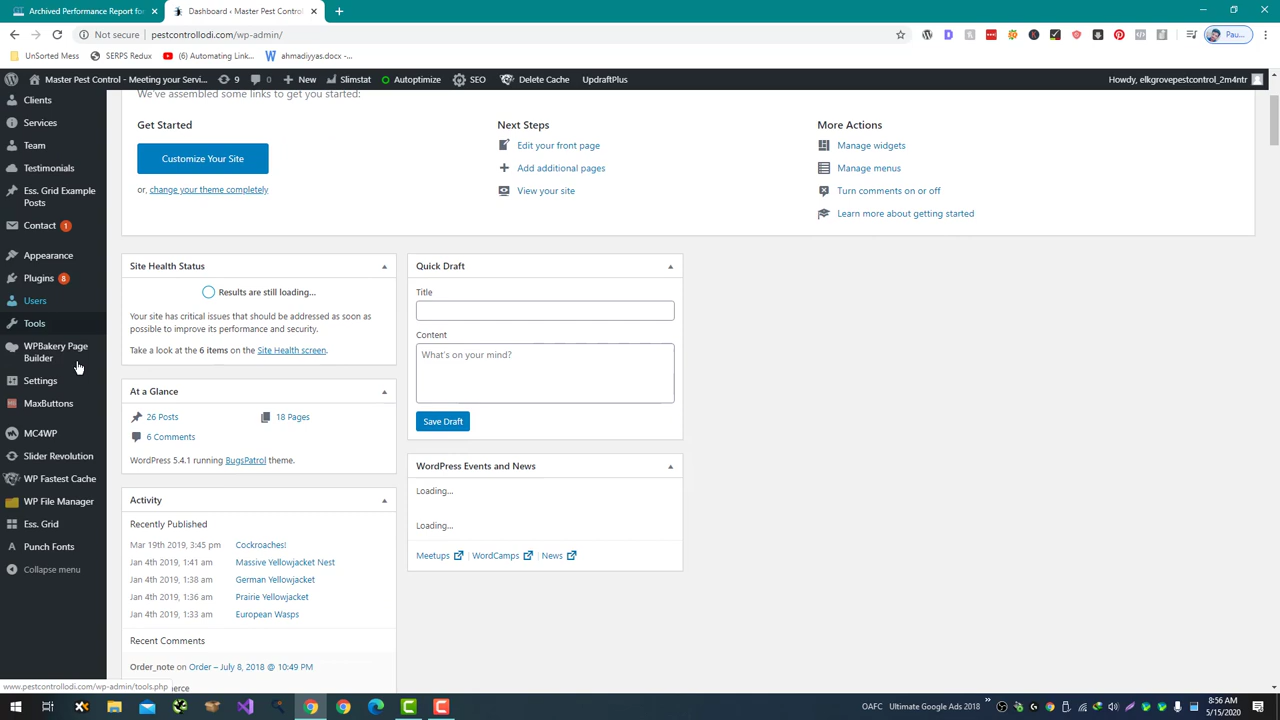 Archived Performance Report for
Dashboard ‹ Master Pest Control
Not secure
pestcontrollodi.com/wp-admin/
Pau...
UnSorted Mess
SERPS Redux
(6) Automating Link...
ahmadiyyas.docx -...
Master Pest Control - Meeting your Servi...
9
0
New
Slimstat
Autoptimize
SEO
Delete Cache
UpdraftPlus
Howdy, elkgrovepestcontrol_2m4ntr
Clients
Services
Team
Testimonials
Ess. Grid Example
Posts
Contact 1
Appearance
Plugins 8
Users
Tools
WPBakery Page
Builder
Settings
MaxButtons
MC4WP
Slider Revolution
WP Fastest Cache
WP File Manager
Ess. Grid
Punch Fonts
Collapse menu
We've assembled some links to get you started:
Get Started
Customize Your Site
or, change your theme completely
Next Steps
Edit your front page
Add additional pages
View your site
More Actions
Manage widgets
Manage menus
Turn comments on or off
Learn more about getting started
Site Health Status
Results are still loading...
Your site has critical issues that should be addressed as soon as
possible to improve its performance and security.
Take a look at the 6 items on the Site Health screen.
At a Glance
26 Posts
18 Pages
6 Comments
WordPress 5.4.1 running BugsPatrol theme.
Activity
Recently Published
Mar 19th 2019, 3:45 pm Cockroaches!
Jan 4th 2019, 1:41 am Massive Yellowjacket Nest
Jan 4th 2019, 1:38 am German Yellowjacket
Jan 4th 2019, 1:36 am Prairie Yellowjacket
Jan 4th 2019, 1:33 am European Wasps
Recent Comments
Order_note on Order – July 8, 2018 @ 10:49 PM
Quick Draft
Title
Content
What's on your mind?
Save Draft
WordPress Events and News
Loading...
Loading...
Meetups
WordCamps
News
www.pestcontrollodi.com/wp-admin/tools.php
OAFC
Ultimate Google Ads 2018
8:56 AM
5/15/2020